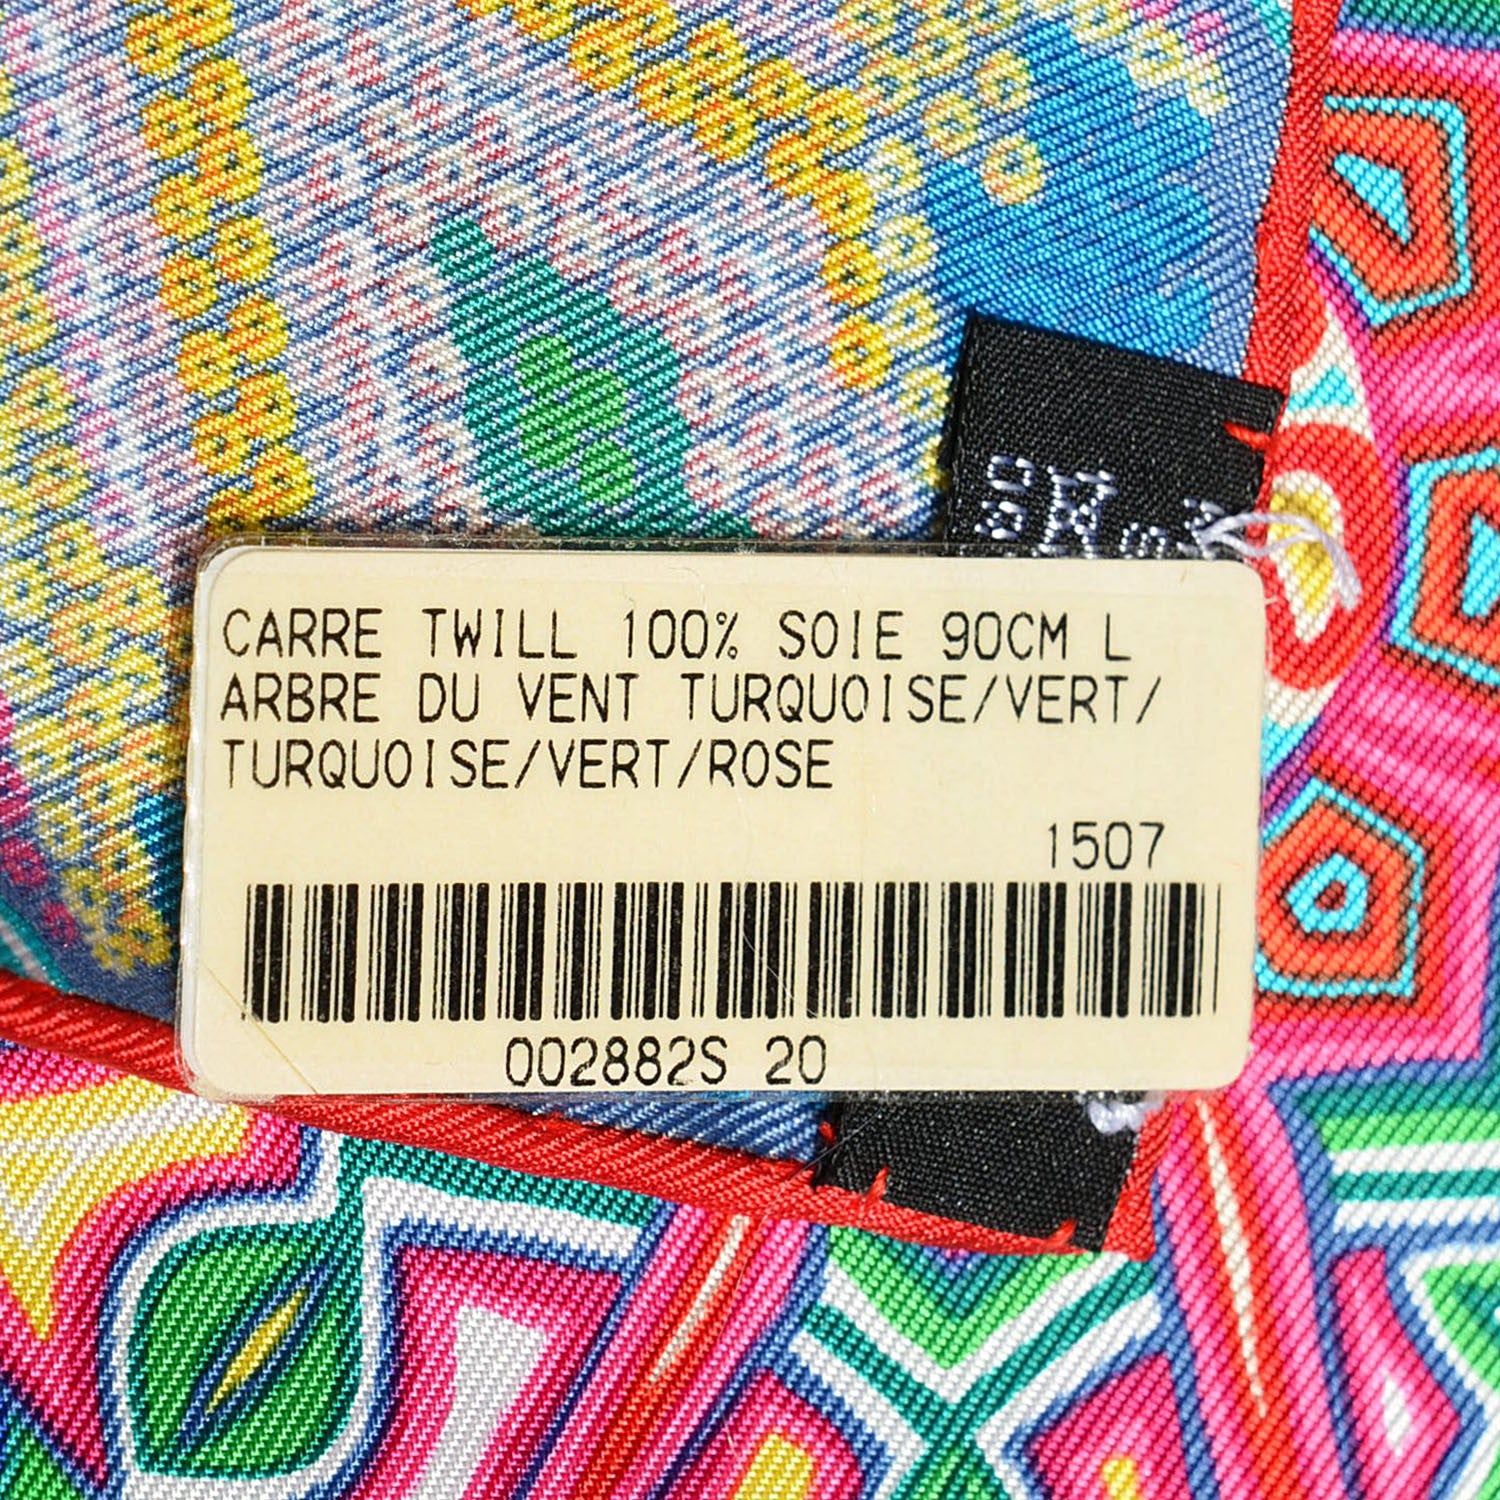 CARRE TWILL 100% SOIE 90CM L
ARBRE DU VENT TURQUOISE/VERT/
TURQUOISE/VERT/ROSE
1507
002882S 20